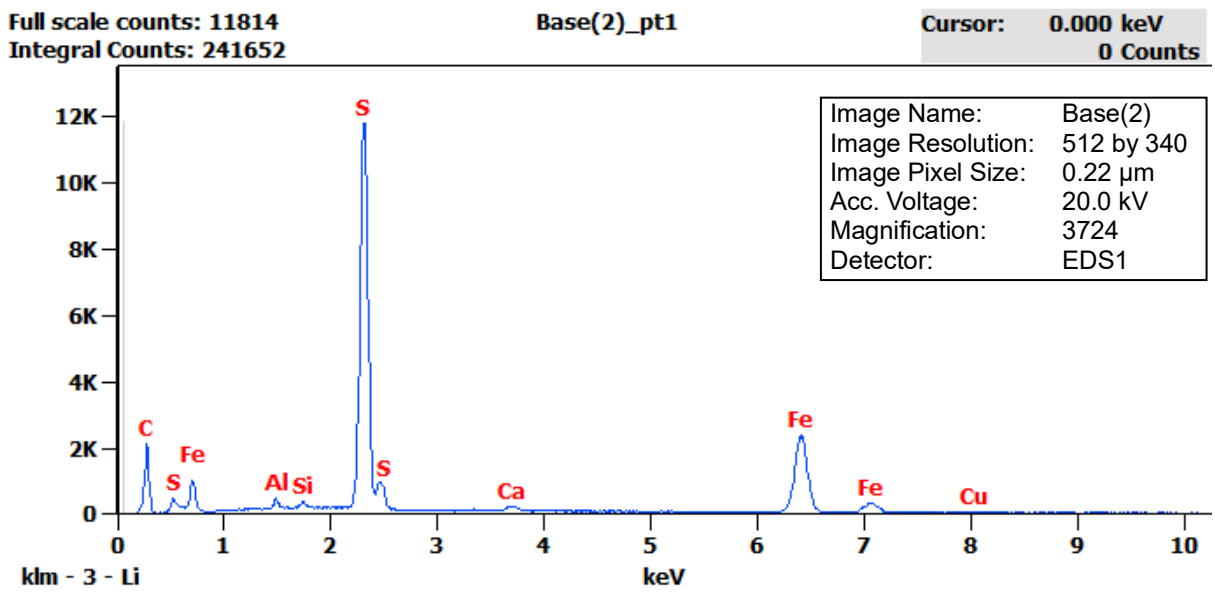 Full scale counts: 11814
Integral Counts: 241652
Base(2)_pt1
Cursor: 0.000 keV
0 Counts
Image Name: Base(2)
Image Resolution: 512 by 340
Image Pixel Size: 0.22 µm
Acc. Voltage: 20.0 kV
Magnification: 3724
Detector: EDS1
12K
10K
8K
6K
4K
2K
0
C
S
Fe
Al
Si
S
S
Ca
Fe
Fe
Cu
0 1 2 3 4 5 6 7 8 9 10
klm - 3 - Li
keV